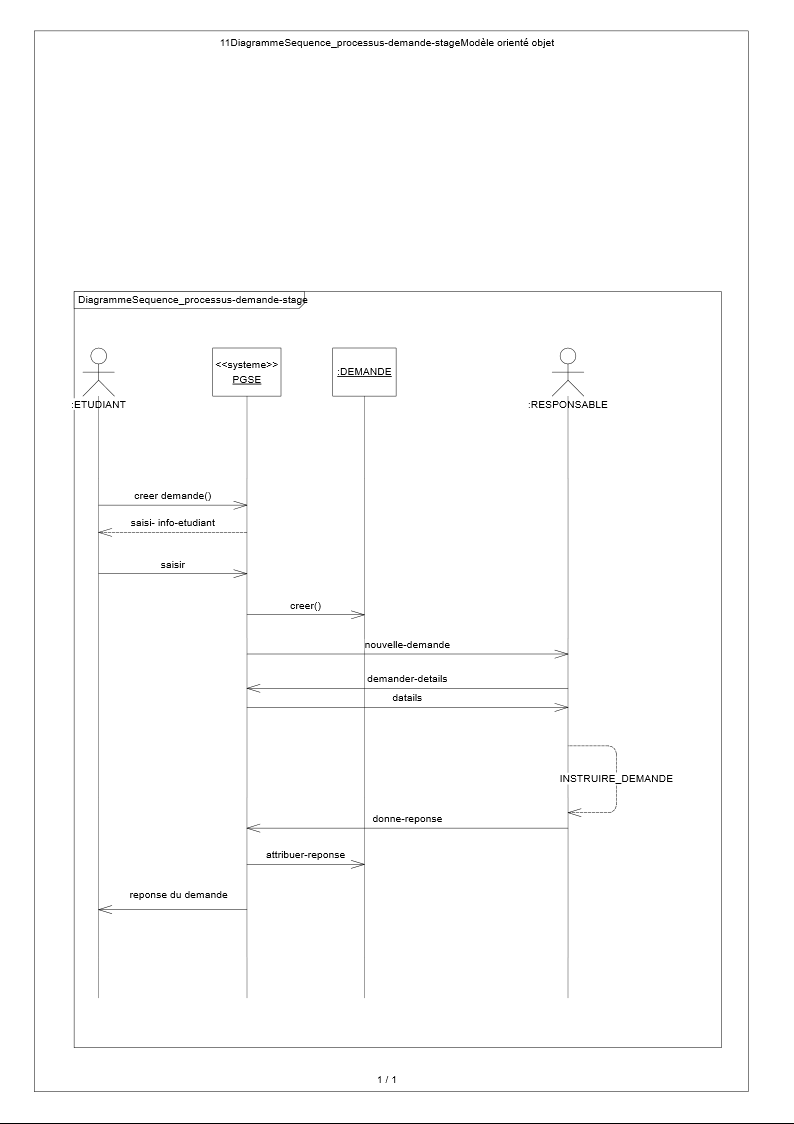 11DiagrammeSequence_processus-demande-stageModèle orienté objet
DiagrammeSequence_processus-demande-stage
<<systeme>>
PGSE
:DEMANDE
:ETUDIANT
:RESPONSABLE
creer demande()
saisi- info-etudiant
saisir
creer()
nouvelle-demande
demander-details
datails
INSTRUIRE_DEMANDE
donne-reponse
attribuer-reponse
reponse du demande
1 / 1